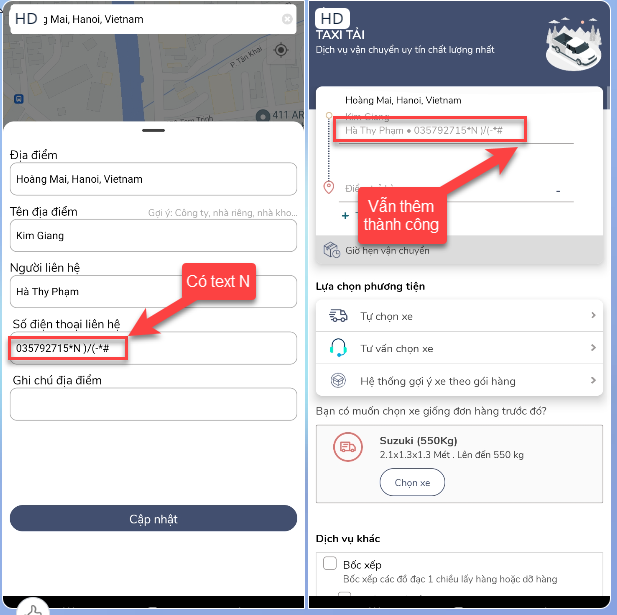 HD g Mai, Hanoi, Vietnam
P. Tân Khai
411 AR
Địa điểm
Hoàng Mai, Hanoi, Vietnam
Tên địa điểm
Gợi ý: Công ty, nhà riêng, nhà kho...
Kim Giang
Người liên hệ
Hà Thy Phạm
Có text N
Số điện thoại liên hệ
035792715*N )/(-*#
Ghi chú địa điểm
Cập nhật
HD
TAXI TẢI
Dịch vụ vận chuyển uy tín chất lượng nhất
Hoàng Mai, Hanoi, Vietnam
Kim Giang
Hà Thy Phạm • 035792715*N )/(-*#
Vẫn thêm
thành công
Giờ hẹn vận chuyển
Lựa chọn phương tiện
Tự chọn xe
Tư vấn chọn xe
Hệ thống gợi ý xe theo gói hàng
Bạn có muốn chọn xe giống đơn hàng trước đó?
Suzuki (550Kg)
2.1x1.3x1.3 Mét . Lên đến 550 kg
Chọn xe
Dịch vụ khác
Bốc xếp
Bốc xếp các đồ đạc 1 chiều lấy hàng hoặc dỡ hàng